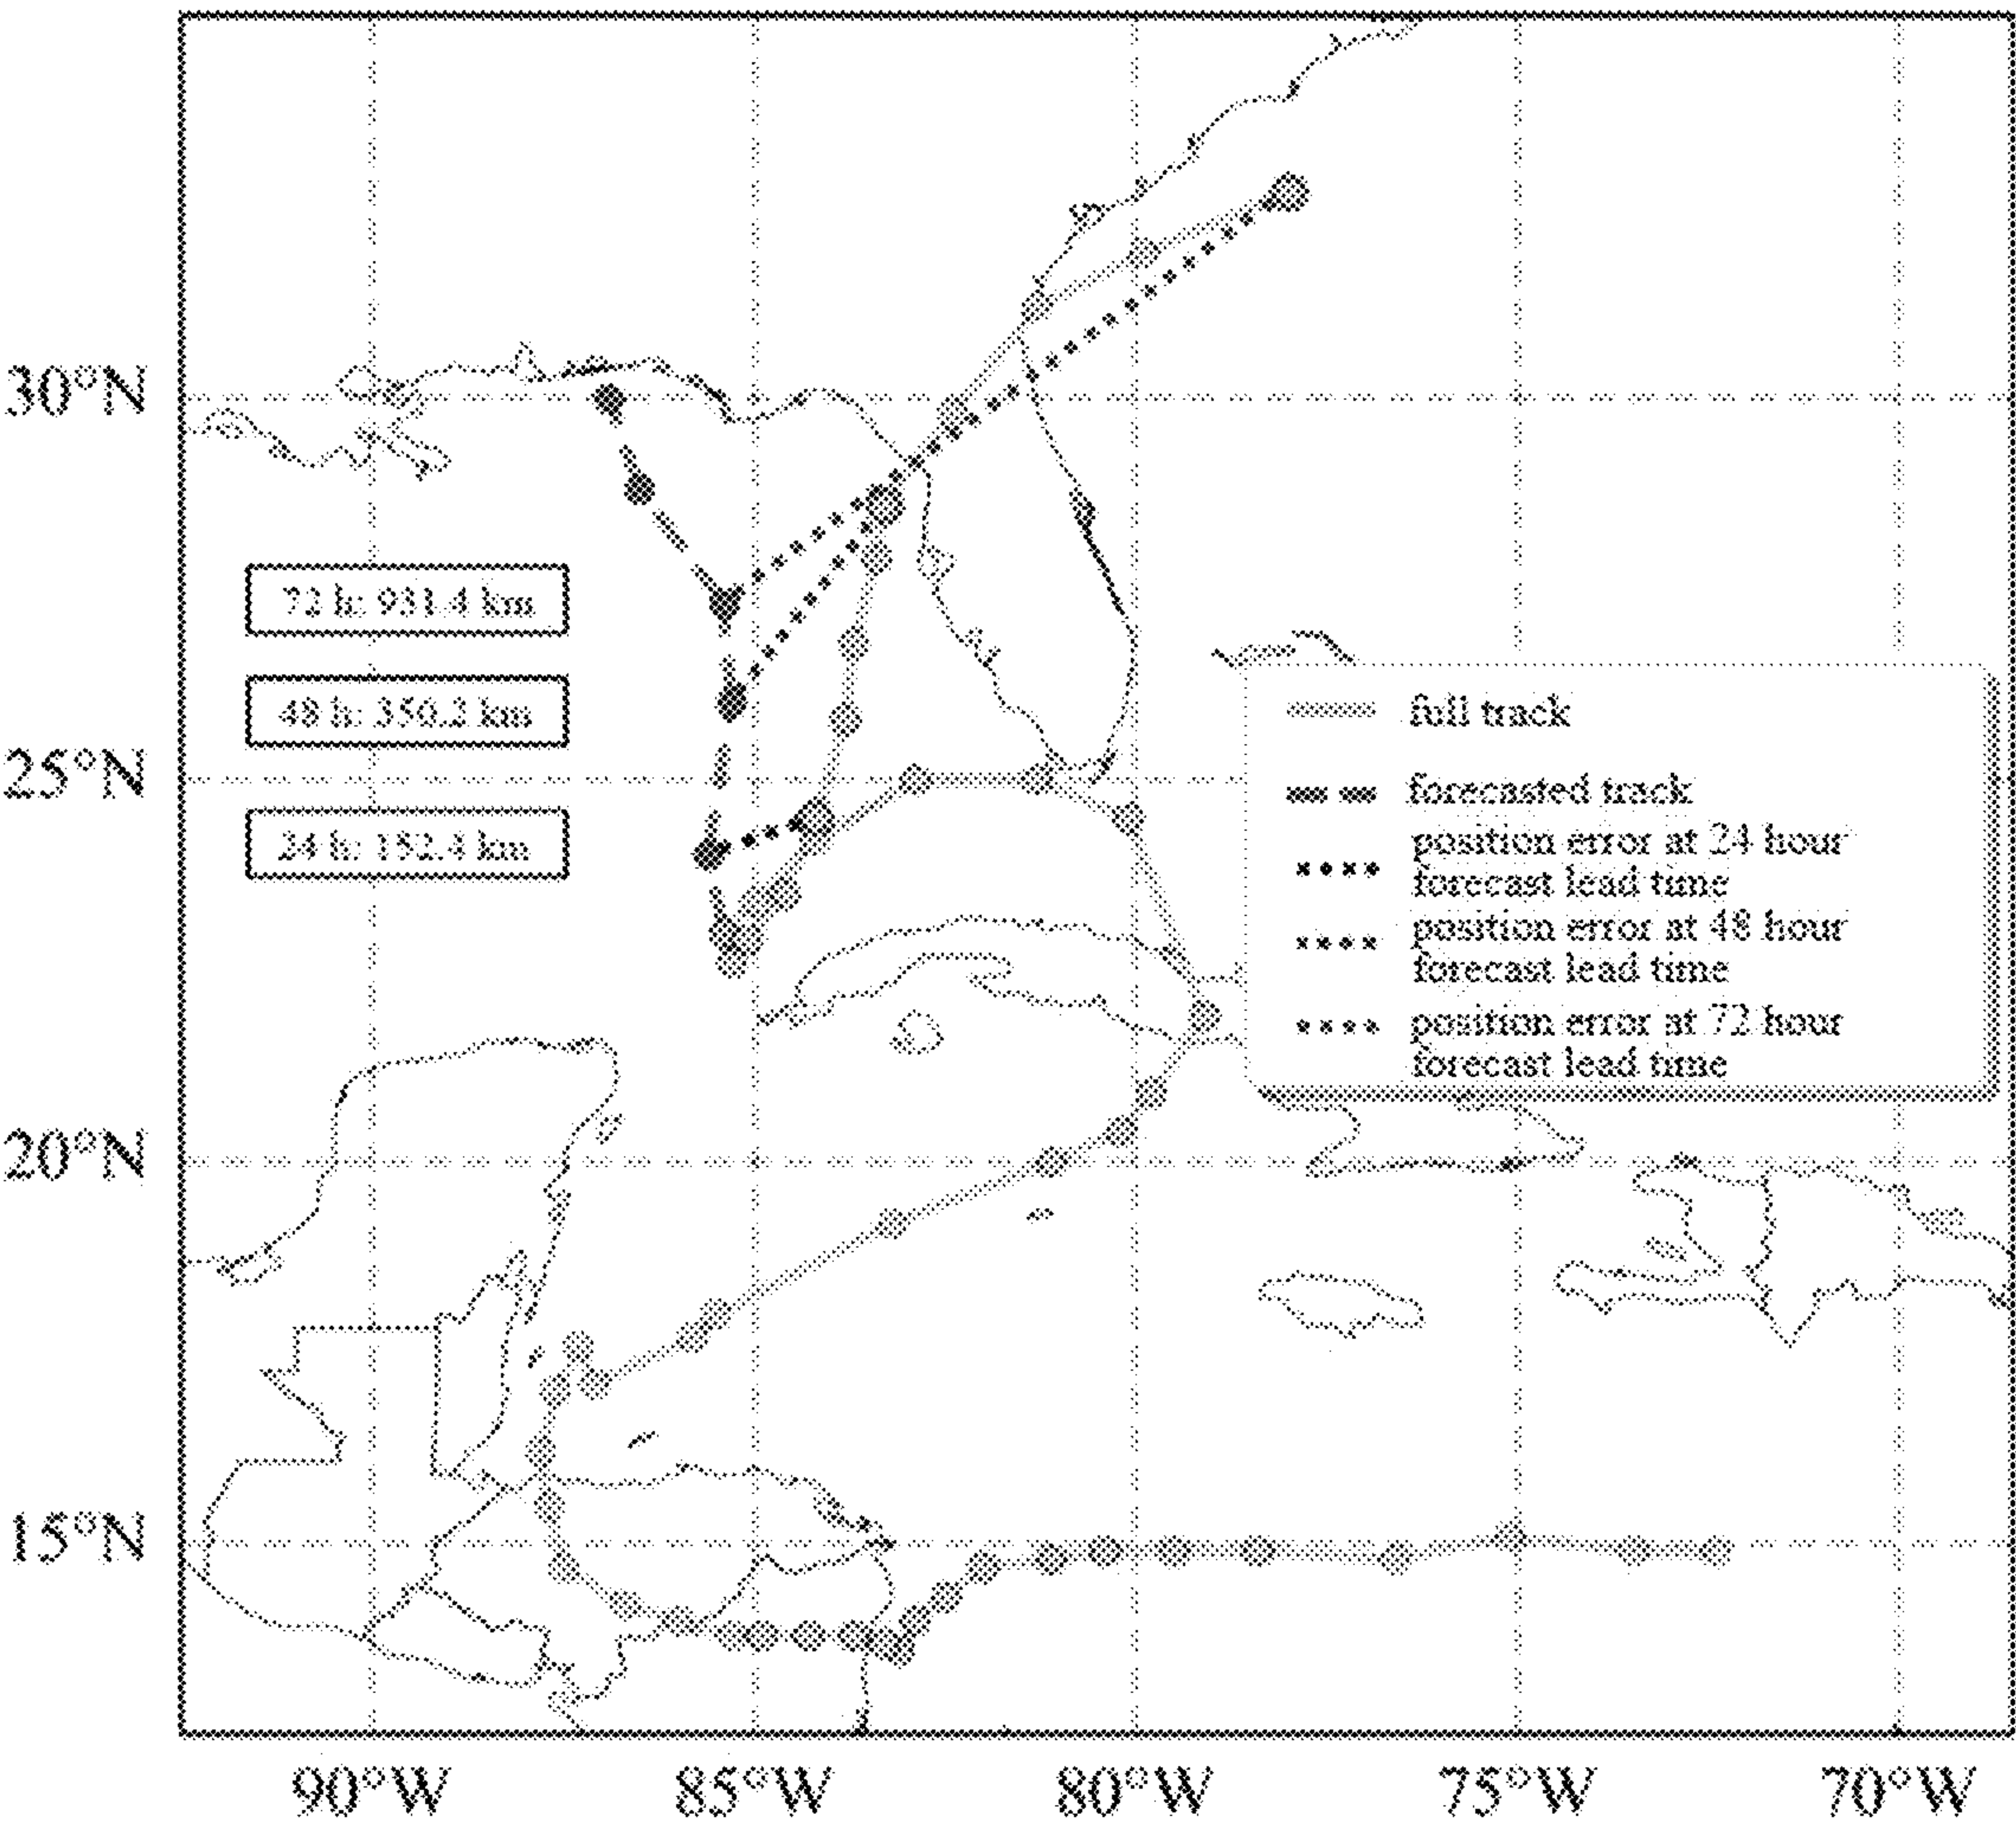 30°N
25°N
20°N
15°N
72 h: 931.4 km
48 h: 350.2 km
24 h: 152.4 km
full track
forecasted track
position error at 24 hour
forecast lead time
position error at 48 hour
forecast lead time
position error at 72 hour
forecast lead time
90°W
85°W
80°W
75°W
70°W